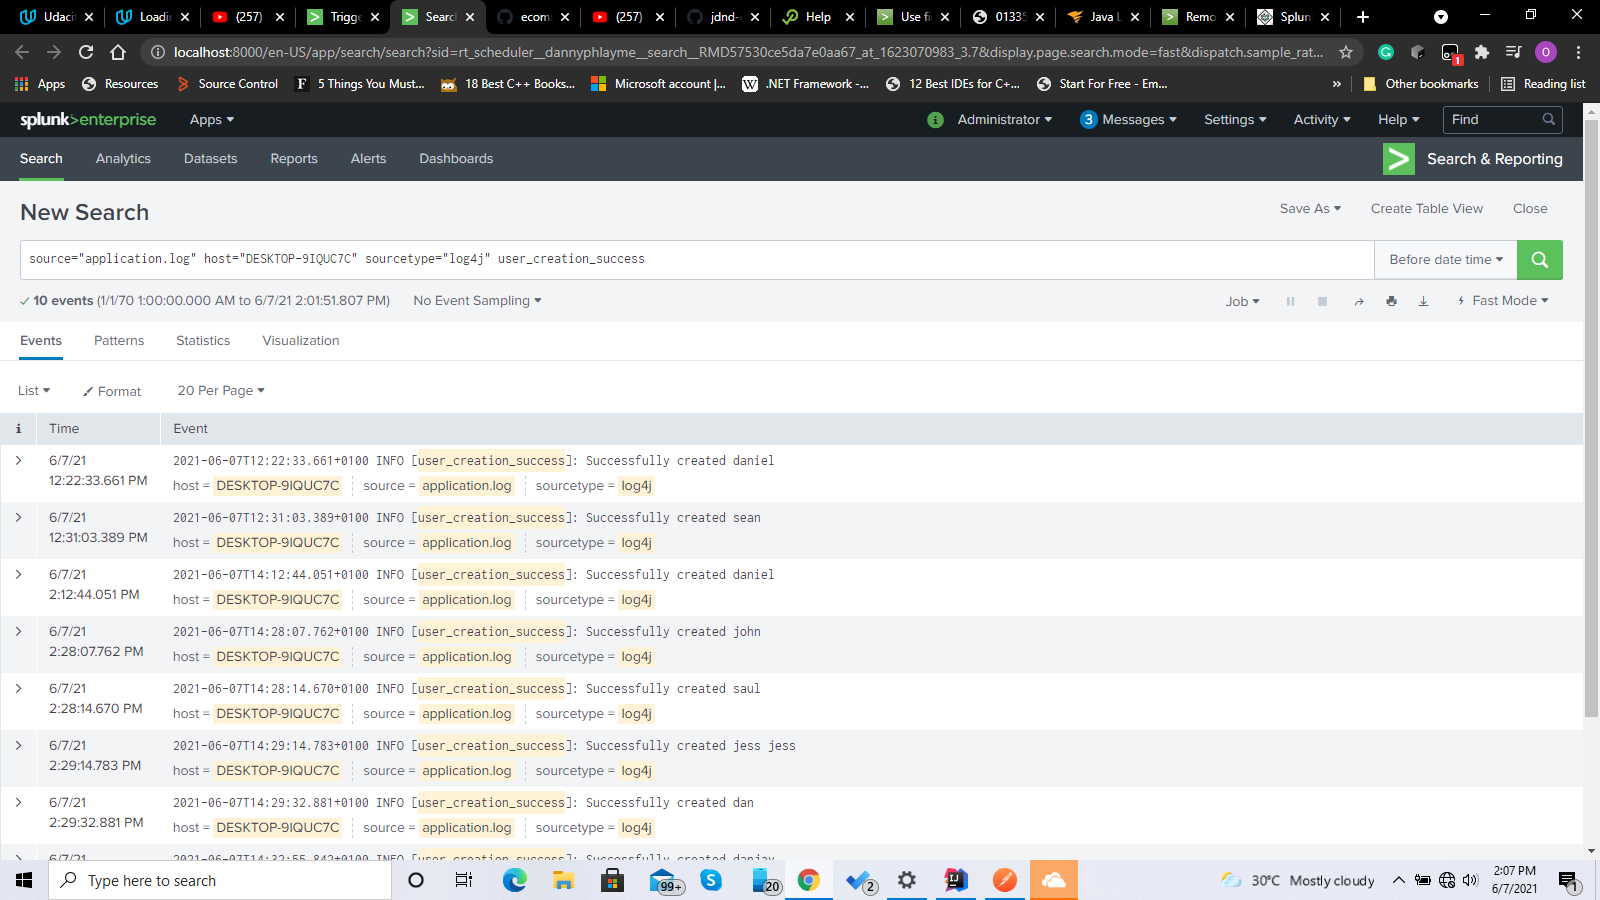 Udaci
Loadin
(257)
Trigge
Searc
ecom
(257)
jdnd-
Help
Use fi
01335
Java L
Remo
Splun
localhost:8000/en-US/app/search/search?sid=rt_scheduler__dannyphlayme__search__RMD57530ce5da7e0aa67_at_1623070983_3.7&display.page.search.mode=fast&dispatch.sample_rat...
1
O
Apps
Resources
Source Control
5 Things You Must...
18 Best C++ Books...
Microsoft account |...
.NET Framework -...
12 Best IDEs for C+...
Start For Free - Em...
»
Other bookmarks
Reading list
splunk>enterprise
Apps
i
Administrator
3 Messages
Settings
Activity
Help
Find
Search
Analytics
Datasets
Reports
Alerts
Dashboards
Search & Reporting
New Search
Save As
Create Table View
Close
source="application.log" host="DESKTOP-9IQUC7C" sourcetype="log4j" user_creation_success
Before date time
10 events (1/1/70 1:00:00.000 AM to 6/7/21 2:01:51.807 PM)
No Event Sampling
Job
Fast Mode
Events
Patterns
Statistics
Visualization
List
Format
20 Per Page
i
Time
Event
6/7/21
12:22:33.661 PM
2021-06-07T12:22:33.661+0100 INFO [user_creation_success]: Successfully created daniel
host = DESKTOP-9IQUC7C source = application.log sourcetype = log4j
6/7/21
12:31:03.389 PM
2021-06-07T12:31:03.389+0100 INFO [user_creation_success]: Successfully created sean
host = DESKTOP-9IQUC7C source = application.log sourcetype = log4j
6/7/21
2:12:44.051 PM
2021-06-07T14:12:44.051+0100 INFO [user_creation_success]: Successfully created daniel
host = DESKTOP-9IQUC7C source = application.log sourcetype = log4j
6/7/21
2:28:07.762 PM
2021-06-07T14:28:07.762+0100 INFO [user_creation_success]: Successfully created john
host = DESKTOP-9IQUC7C source = application.log sourcetype = log4j
6/7/21
2:28:14.670 PM
2021-06-07T14:28:14.670+0100 INFO [user_creation_success]: Successfully created saul
host = DESKTOP-9IQUC7C source = application.log sourcetype = log4j
6/7/21
2:29:14.783 PM
2021-06-07T14:29:14.783+0100 INFO [user_creation_success]: Successfully created jess jess
host = DESKTOP-9IQUC7C source = application.log sourcetype = log4j
6/7/21
2:29:32.881 PM
2021-06-07T14:29:32.881+0100 INFO [user_creation_success]: Successfully created dan
host = DESKTOP-9IQUC7C source = application.log sourcetype = log4j
6/7/21
2021-06-07T14:32:55.842+0100 INFO [user_creation_success]: Successfully created danjay
Type here to search
99+
20
2
30°C Mostly cloudy
2:07 PM
6/7/2021
1